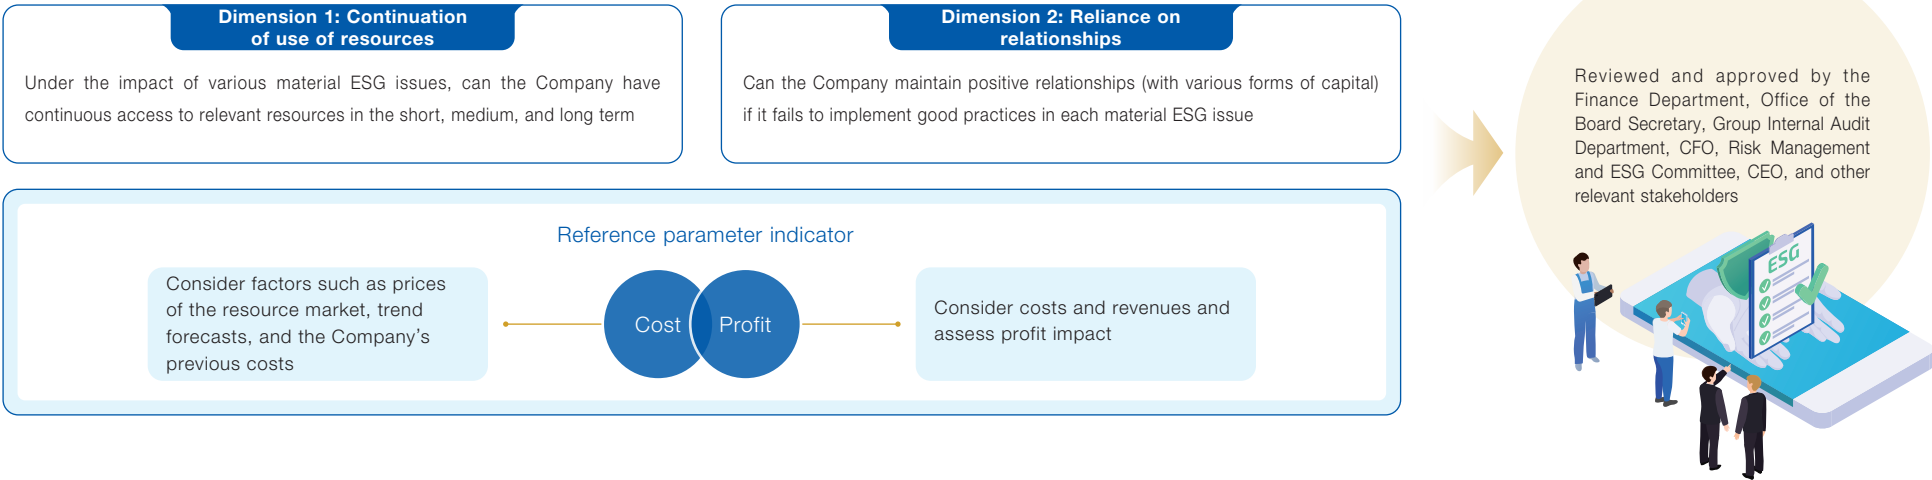 Dimension 1: Continuation
of use of resources
Under the impact of various material ESG issues, can the Company have
continuous access to relevant resources in the short, medium, and long term
Dimension 2: Reliance on
relationships
Can the Company maintain positive relationships (with various forms of capital)
if it fails to implement good practices in each material ESG issue
Reference parameter indicator
Consider factors such as prices
of the resource market, trend
forecasts, and the Company's
previous costs
Cost
Profit
Consider costs and revenues and
assess profit impact
Reviewed and approved by the
Finance Department, Office of the
Board Secretary, Group Internal Audit
Department, CFO, Risk Management
and ESG Committee, CEO, and other
relevant stakeholders
ESG